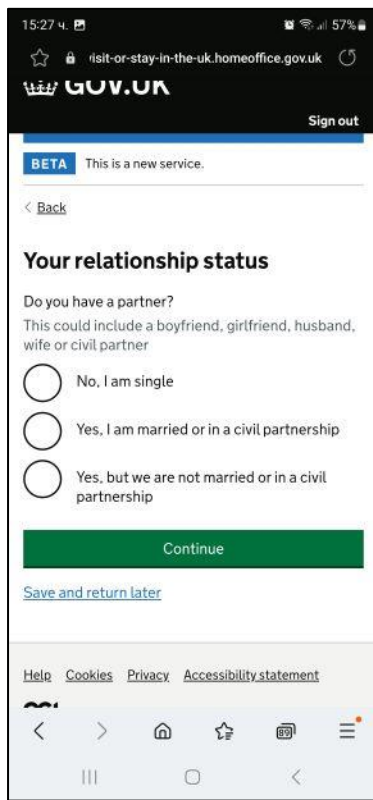 15:27 ч. 57%
isit-or-stay-in-the-uk.homeoffice.gov.uk
GOV.UK
Sign out
BETA This is a new service.
< Back
Your relationship status
Do you have a partner?
This could include a boyfriend, girlfriend, husband,
wife or civil partner
No, I am single
Yes, I am married or in a civil partnership
Yes, but we are not married or in a civil
partnership
Continue
Save and return later
Help Cookies Privacy Accessibility statement
89